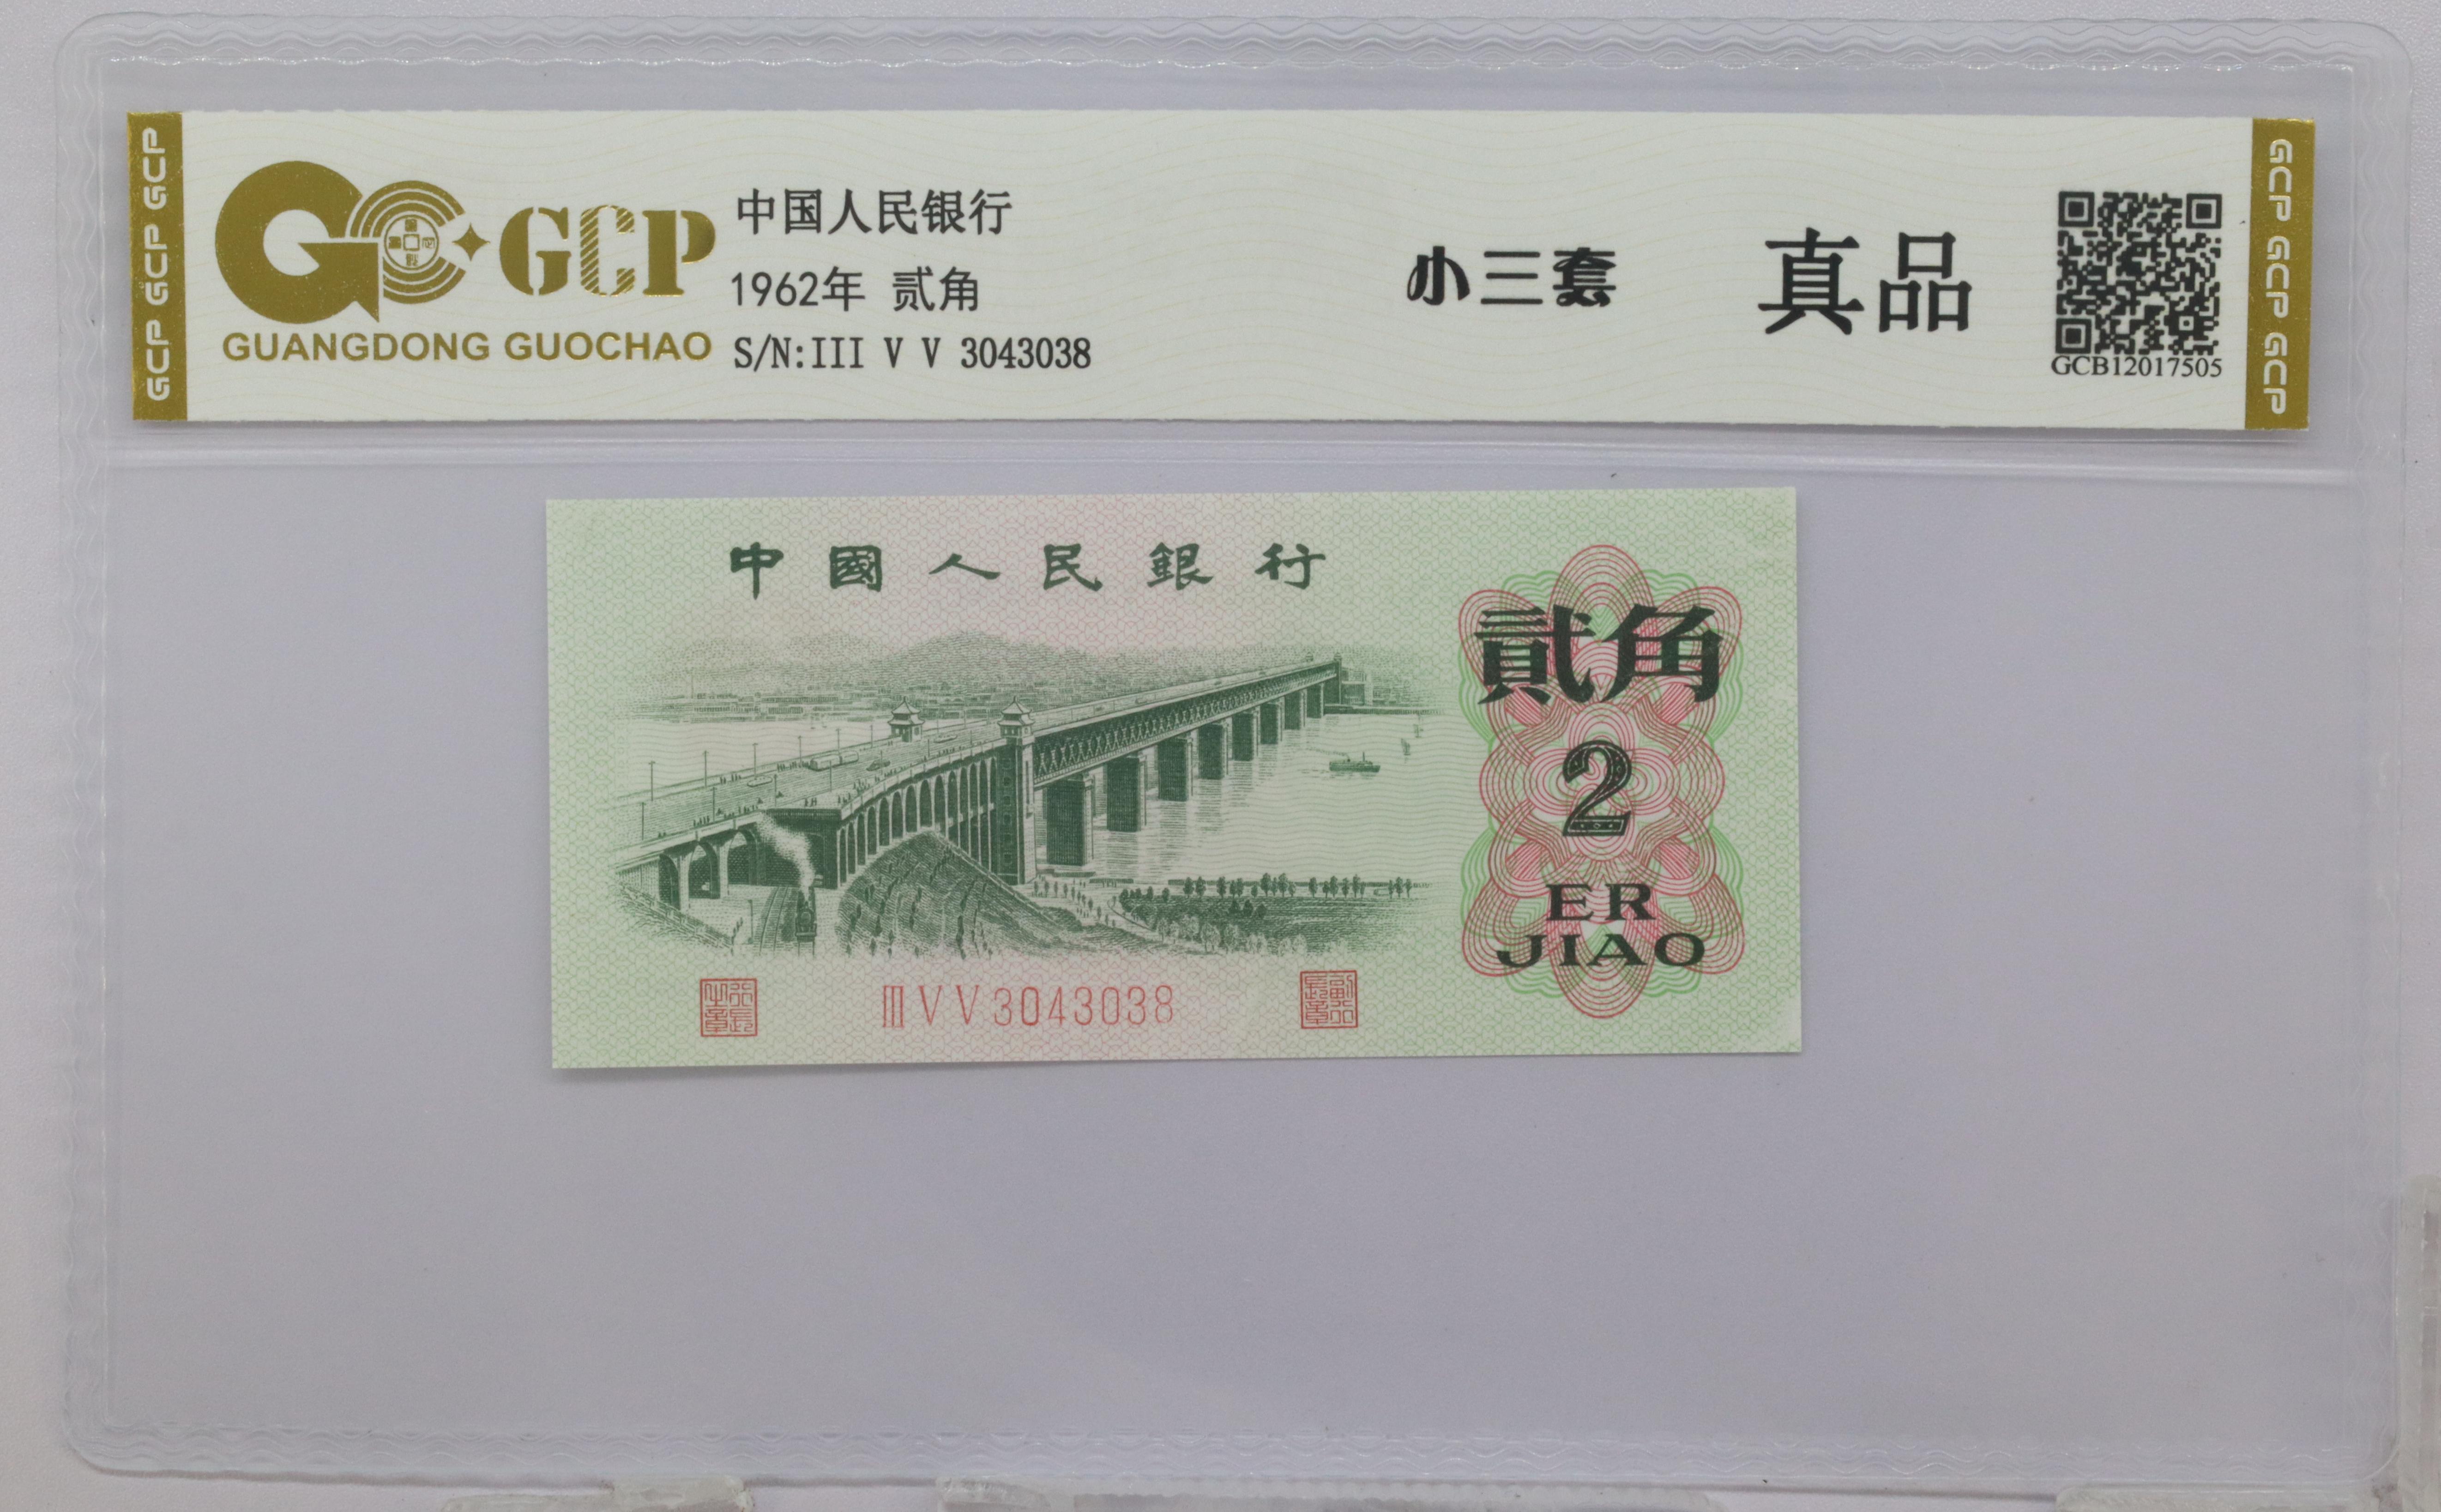 GCP GCP GCP
GCP
GUANGDONG GUOCHAO
中国人民银行
1962年 贰角
S/N:III V V 3043038
小三套
真品
GCB12017505
GCP GCP GCP
中國人民銀行
貳角
2
ER
JIAO
III V V 3043038